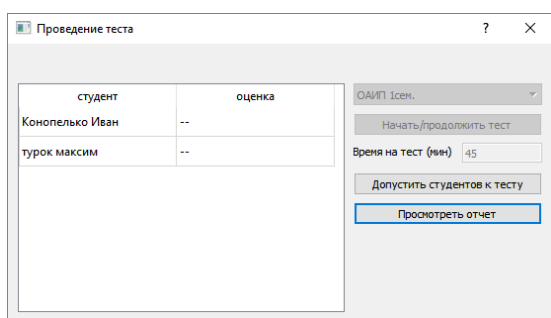 Проведение теста
студент оценка
Конопелько Иван --
турок максим --
ОАИП 1сем.
Начать/продолжить тест
Время на тест (мин) 45
Допустить студентов к тесту
Просмотреть отчет